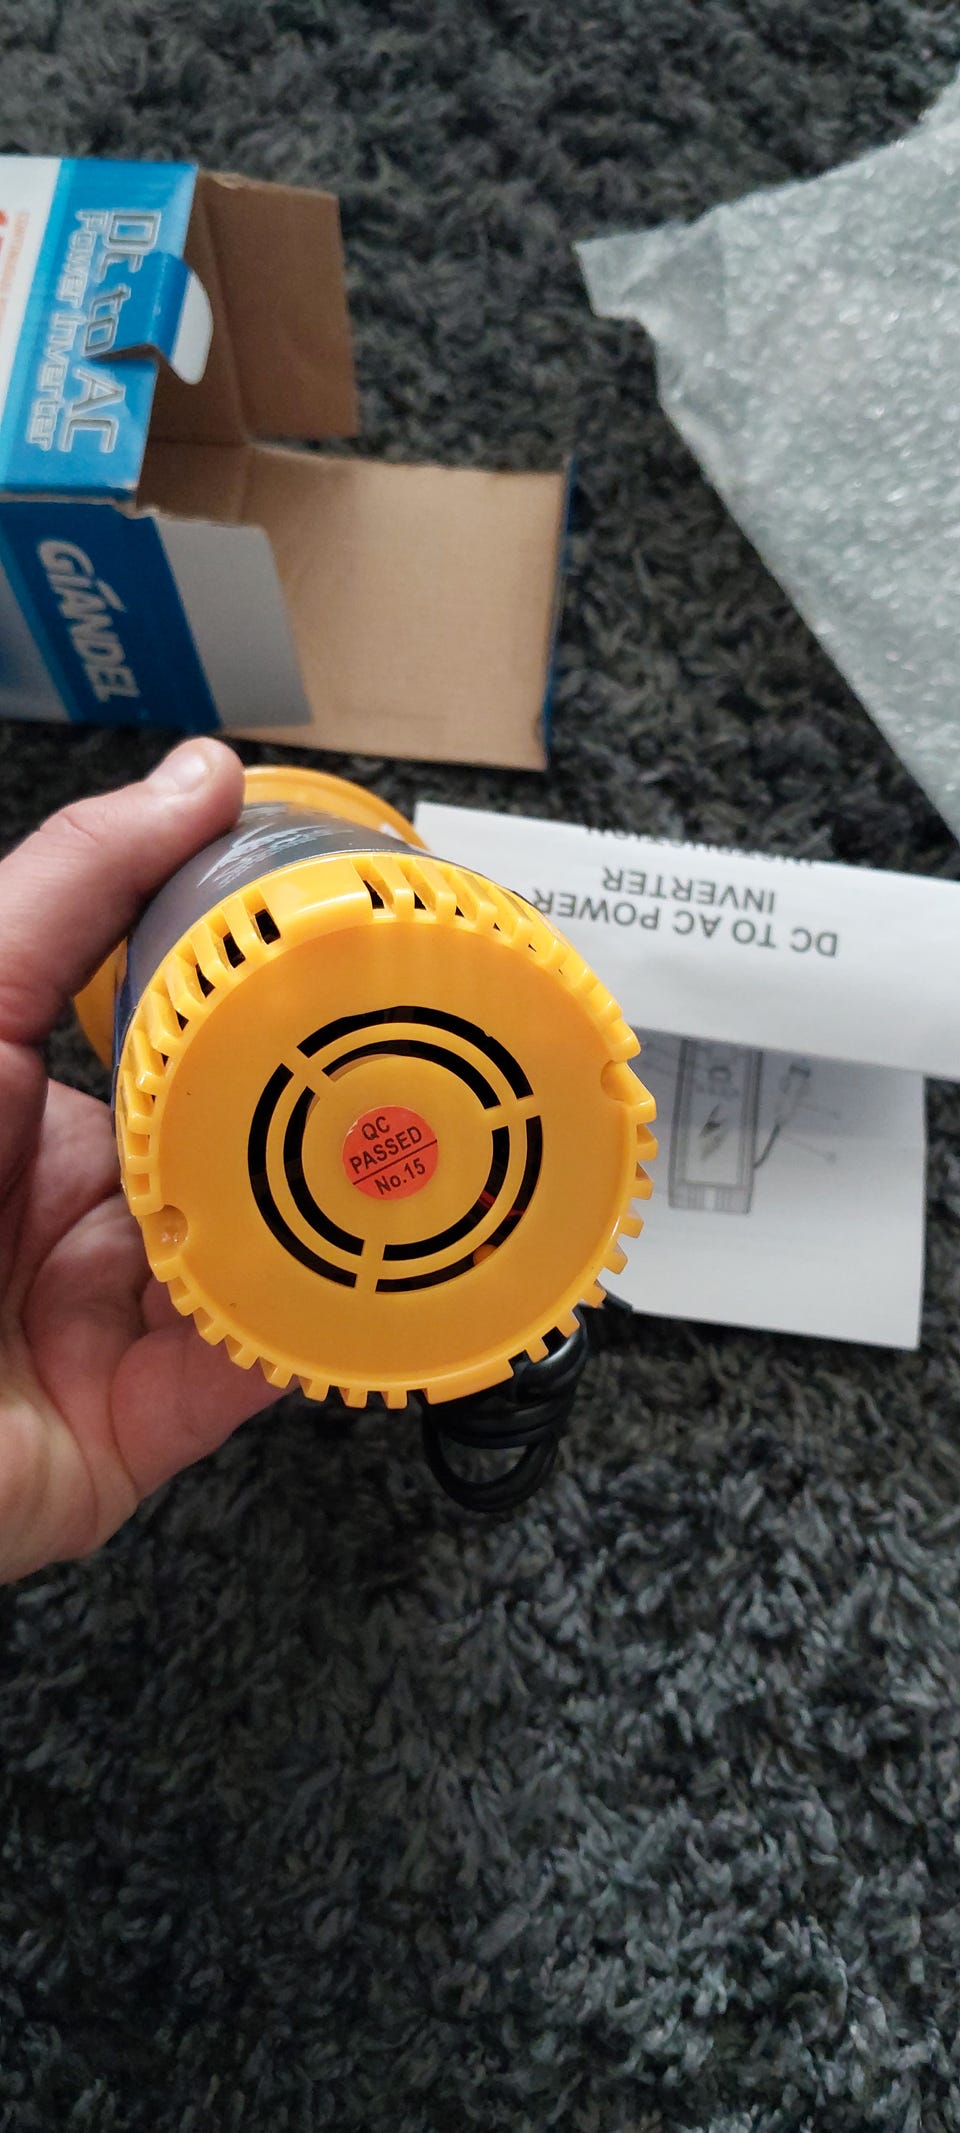 DC to AC
Power Inverter
GIANDEL
DC TO AC POWER
INVERTER
QC
PASSED
No.15